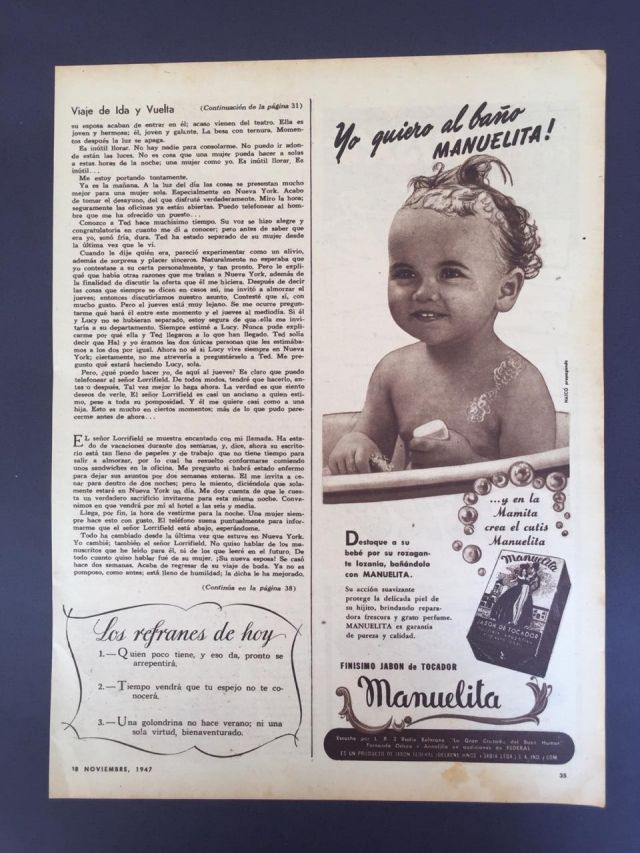 Viaje de Ida y Vuelta (Continuación de la página 31)
su esposa acaban de entrar en él; acaso vienen del teatro. Ella es
joven y hermosa; él, joven y galante. La besa con ternura. Momen-
tos después la luz se apaga.
Es inútil llorar. No hay nadie para consolarme. No puedo ir adon-
de están las luces. No es cosa que una mujer pueda hacer a solas
a estas horas de la noche; una mujer como yo. Es inútil llorar, Es
inútil...
Me estoy portando tontamente.
Ya es la mañana. A la luz del día las cosas se presentan mucho
mejor para una mujer sola. Especialmente en Nueva York. Acabo
de tomar el desayuno, del que disfruté verdaderamente. Miro la hora;
seguramente las oficinas ya están abiertas. Puedo telefonear al hom-
bre que me ha ofrecido un puesto...
Conozco a Ted hace muchísimo tiempo. Su voz se hizo alegre y
congratulatoria en cuanto me di a conocer; pero antes de saber que
era yo, sonó fría, dura. Ted ha estado separado de su mujer desde
la última vez que le vi.
Cuando le dije quién era, pareció experimentar como un alivio,
además de sorpresa y placer sinceros. Naturalmente no esperaba que
yo contestase a su carta personalmente, y tan pronto. Pero le expli-
qué que había otras razones que me traían a Nueva York, además de
la finalidad de discutir la oferta que él me hiciera. Después de decir
las cosas que siempre se dicen en casos así, me invitó a almorzar el
jueves; entonces discutiríamos nuestro asunto. Contesté que sí, con
mucho gusto. Pero el jueves está muy lejano. Se me ocurre pregun-
tarme qué hará él entre este momento y el jueves al mediodía. Si él
y Lucy no se hubieran separado, estoy segura de que ella me invi-
taría a su departamento. Siempre estimé a Lucy. Nunca pude expli-
carme por qué ella y Ted llegaron a lo que han llegado. Ted solía
decir que Hal y yo éramos los dos únicas personas que les estimába-
mos a los dos por igual. Ahora no sé si Lucy vive siempre en Nueva
York; ciertamente, no me atrevería a preguntárselo a Ted. Me pre-
gunto qué estará haciendo Lucy, sola.
Pero, ¿qué puedo hacer yo, de aquí al jueves? Es claro que puedo
telefonear al señor Lorrifield. De todos modos, tendré que hacerlo, an-
tes o después. Tal vez mejor lo haga ahora. La verdad es que siento
deseos de verle. El señor Lorrifield es casi un anciano a quien esti-
mo, pese a toda su pomposidad. Y él me quiere casi como a una
hija. Esto es mucho en ciertos momentos; más de lo que pudo pare-
cerme antes de ahora...
EL señor Lorrifield se muestra encantado con mi llamada. Ha esta-
do de vacaciones durante dos semanas, y, dice, ahora su escrito-
rio está tan lleno de papeles y de trabajo que no tiene tiempo para
salir a almorzar, por lo cual ha resuelto conformarse comiendo
unos sandwiches en la oficina. Me pregunto si habrá estado enfermo
para dejar sus asuntos por dos semanas enteras. El me invita a ce-
nar para dentro de dos noches; pero le miento, diciéndole que sola-
mente estaré en Nueva York un día. Me doy cuenta de que le cues-
ta un verdadero sacrificio invitarme para esta misma noche. Conve-
nimos en que vendrá por mí al hotel a las seis y media.
Llega, por fin, la hora de vestirme para la noche. Una mujer siem-
pre hace esto con gusto. El teléfono suena puntualmente para infor-
marme que el señor Lorrifield está abajo, esperándome.
Todo ha cambiado desde la última vez que estuve en Nueva York.
Yo cambié; también el señor Lorrifield. No quiso hablar de los ma-
nuscritos que he leído para él, ni de los que leeré en el futuro. De
todo cuanto quiso hablar fué de su mujer. ¡Su nueva esposa! Se casó
hace dos semanas. Acaba de regresar de su viaje de boda. Ya no es
pomposo, como antes; está lleno de humildad; la dicha le ha mejorado.
(Continúa en la página 38)
Los refranes de hoy
1.—Quien poco tiene, y eso da, pronto se
arrepentirá.
2.—Tiempo vendrá que tu espejo no te co-
nocerá.
3.—Una golondrina no hace verano; ni una
sola virtud, bienaventurado.
18 NOVIEMBRE, 1947
Yo quiero al baño
MANUELITA!
HASCO propaganda
...y en la
Mamita
crea el cutis
Manuelita
Destaque a su
bebé por su rozagan-
te lozanía, bañándolo
con MANUELITA.
Su acción suavizante
protege la delicada piel de
su hijito, brindando repara-
dora frescura y grato perfume.
MANUELITA es garantía
de pureza y calidad.
Manuelita
JABON DE TOCADOR
FINISIMO JABON de TOCADOR
Manuelita
Escuche por L. R. 3 Radio Belgrano "La Gran Cruzada del Buen Humor"
Fernando Ochoa y Annalilia en audiciones de FEDERAL
ES UN PRODUCTO DE JABON FEDERAL
35